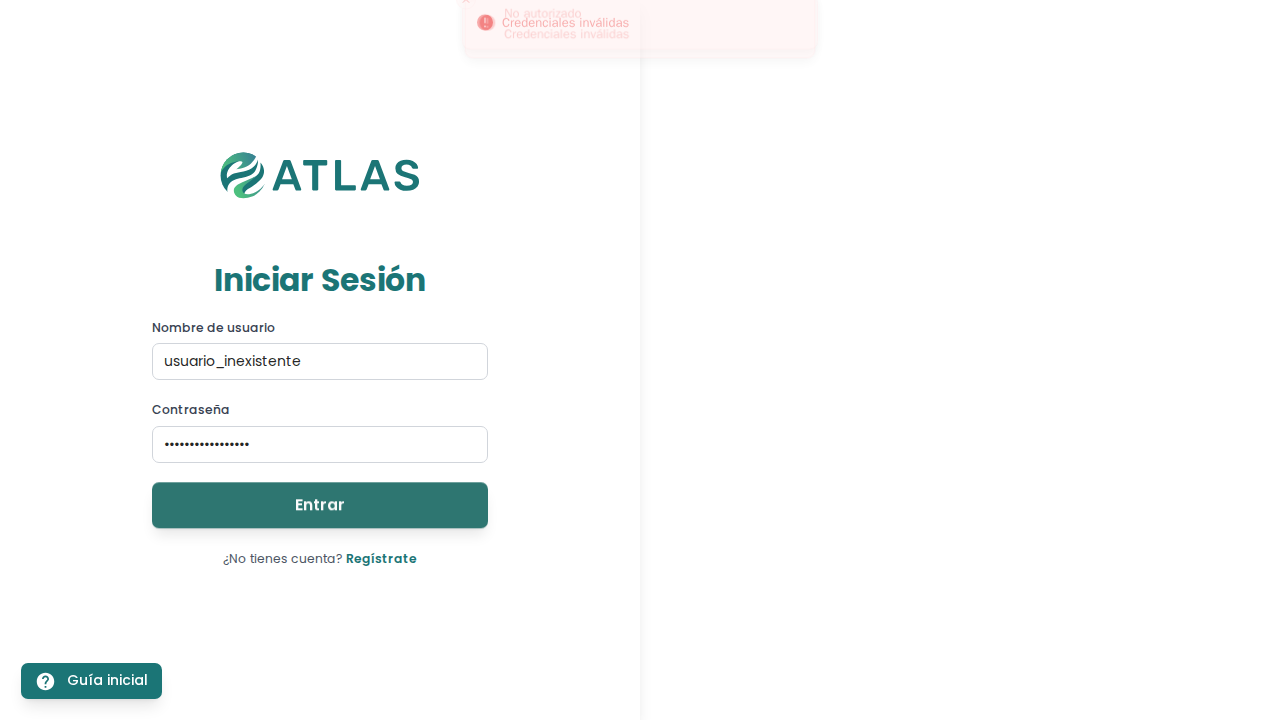 No autorizado
Credenciales inválidas
Credenciales inválidas
ATLAS
Iniciar Sesión
Nombre de usuario
usuario_inexistente
Contraseña
•••••••••••••••••
Entrar
¿No tienes cuenta? Regístrate
Guía inicial